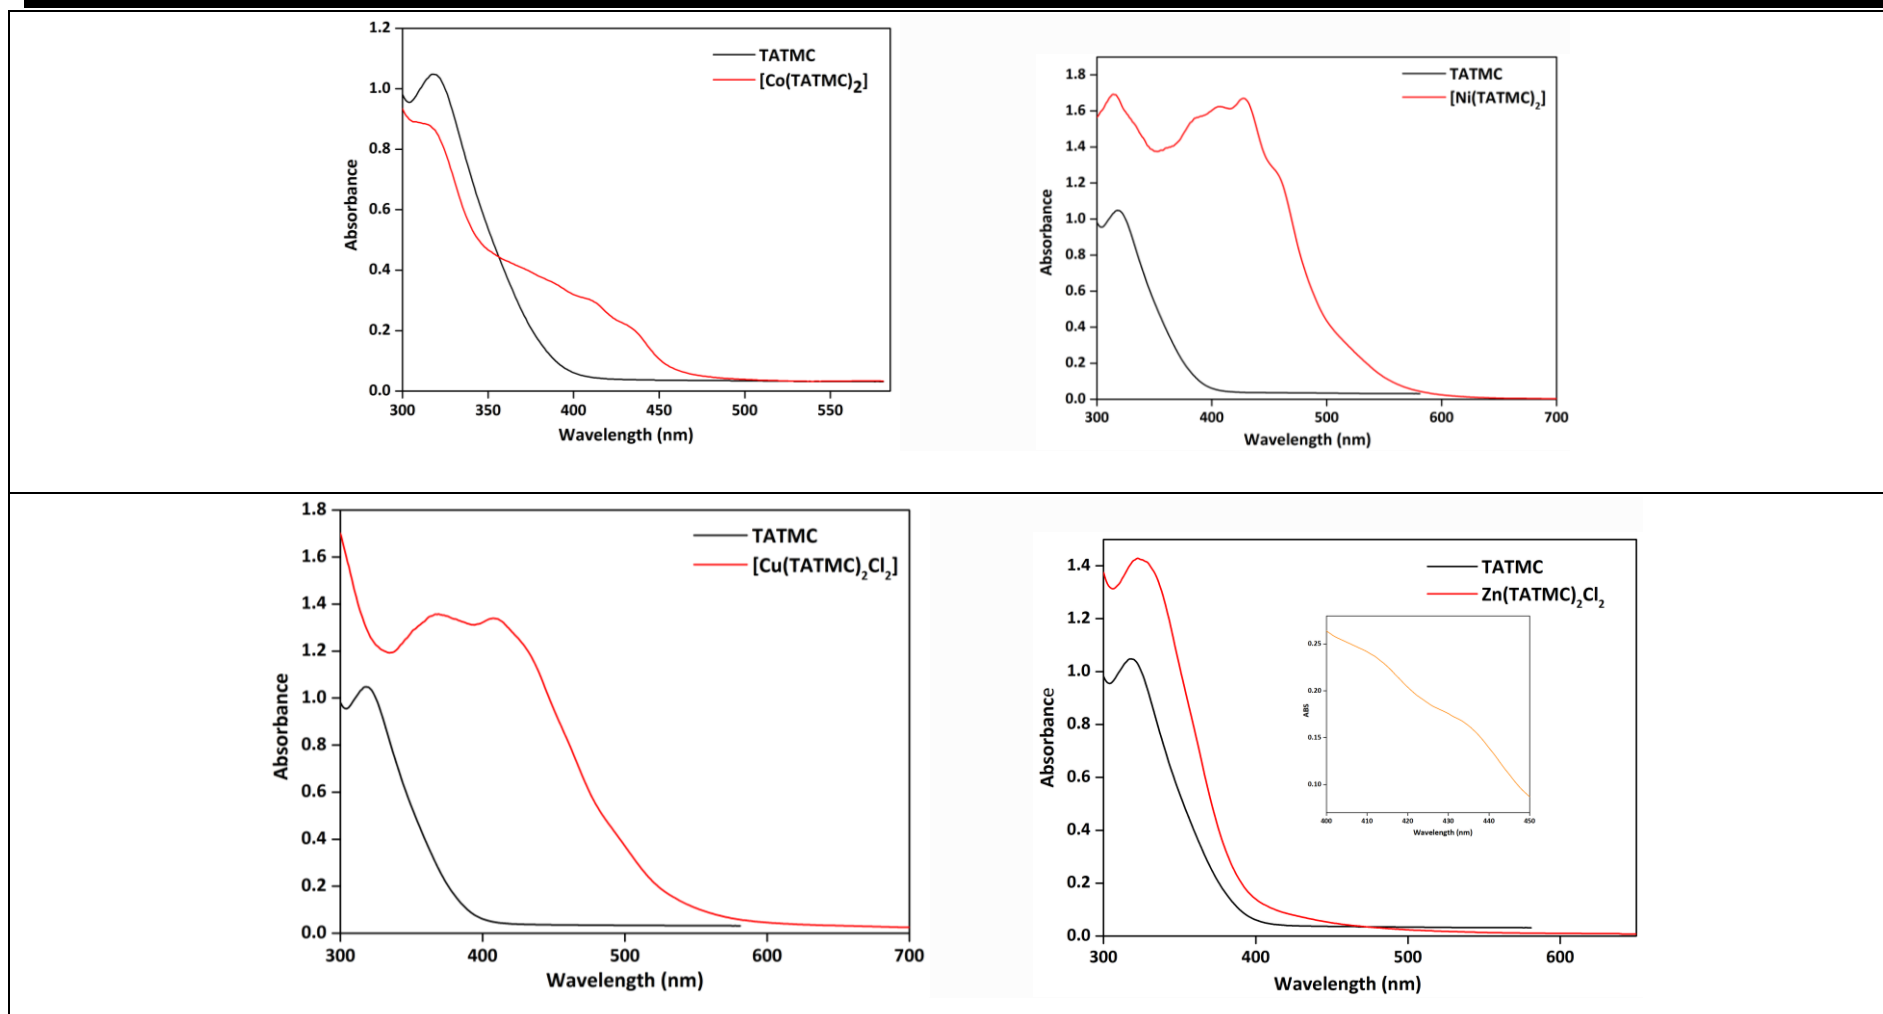 1.2
1.0
0.8
0.6
0.4
0.2
0.0
Absorbance
TATMC
[Co(TATMC)2]
300 350 400 450 500 550
Wavelength (nm)
1.8
1.6
1.4
1.2
1.0
0.8
0.6
0.4
0.2
0.0
Absorbance
TATMC
[Ni(TATMC)2]
300 400 500 600 700
Wavelength (nm)
1.8
1.6
1.4
1.2
1.0
0.8
0.6
0.4
0.2
0.0
Absorbance
TATMC
[Cu(TATMC)2Cl2]
300 400 500 600 700
Wavelength (nm)
1.4
1.2
1.0
0.8
0.6
0.4
0.2
0.0
Absorbance
TATMC
Zn(TATMC)2Cl2
0.25
0.20
0.15
0.10
ABS
400 410 420 430 440 450
Wavelength (nm)
300 400 500 600
Wavelength (nm)